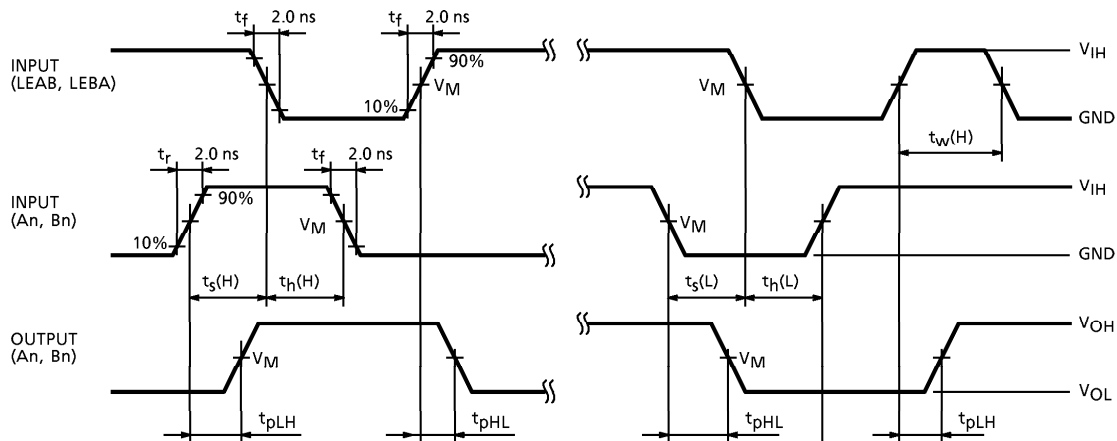 tf 2.0 ns tf 2.0 ns
INPUT
(LEAB, LEBA)
90%
VM
10%
VM
VIH
GND
tw(H)
tr 2.0 ns tf 2.0 ns
INPUT
(An, Bn)
90%
VM
10%
VM
VIH
GND
ts(H) th(H) ts(L) th(L)
OUTPUT
(An, Bn)
VM
VM
VOH
VOL
tpLH tpHL tpHL tpLH